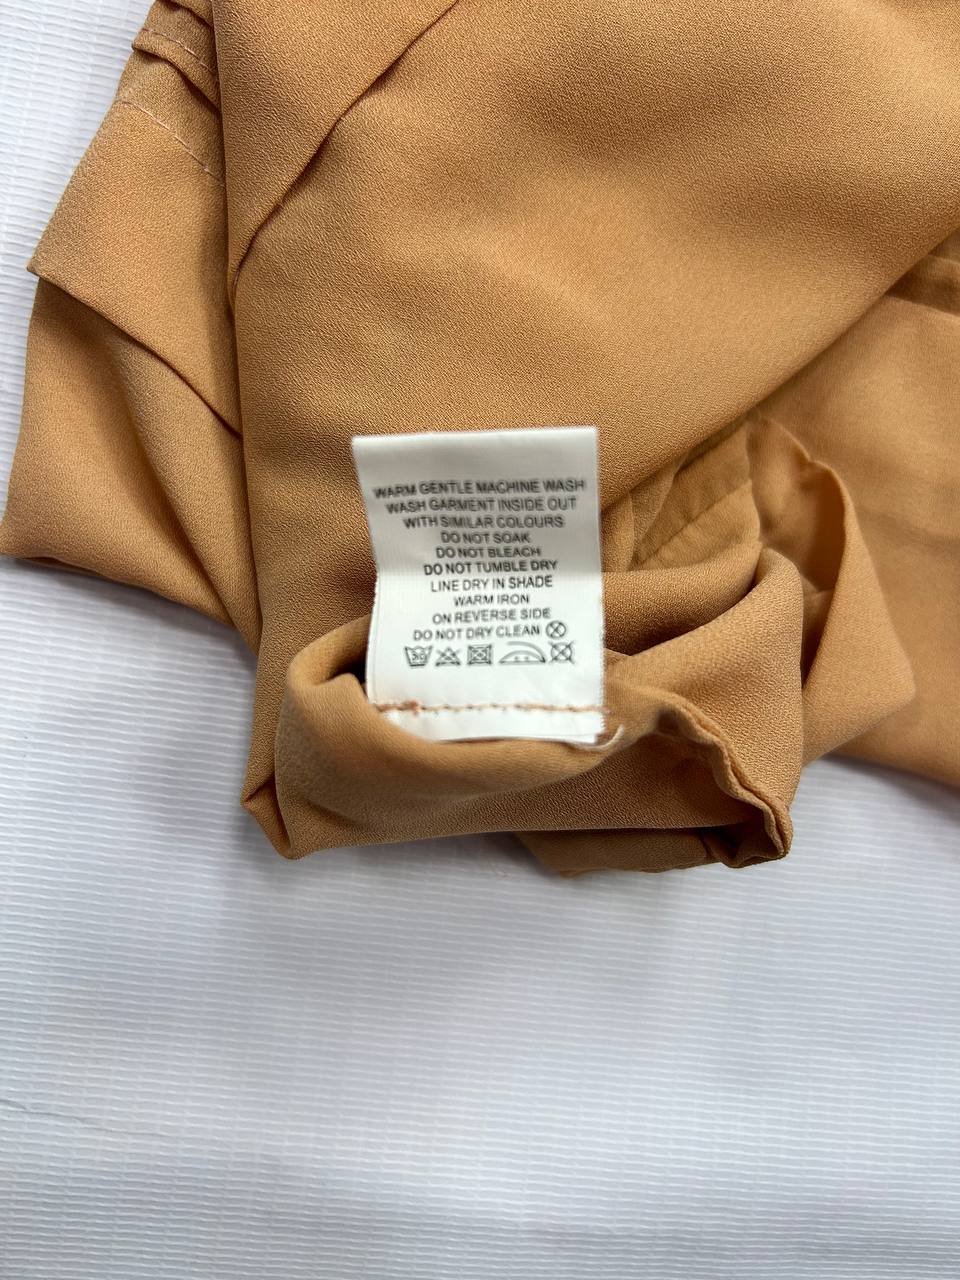 WARM GENTLE MACHINE WASH
WASH GARMENT INSIDE OUT
WITH SIMILAR COLOURS
DO NOT SOAK
DO NOT BLEACH
DO NOT TUMBLE DRY
LINE DRY IN SHADE
WARM IRON
ON REVERSE SIDE
DO NOT DRY CLEAN
30